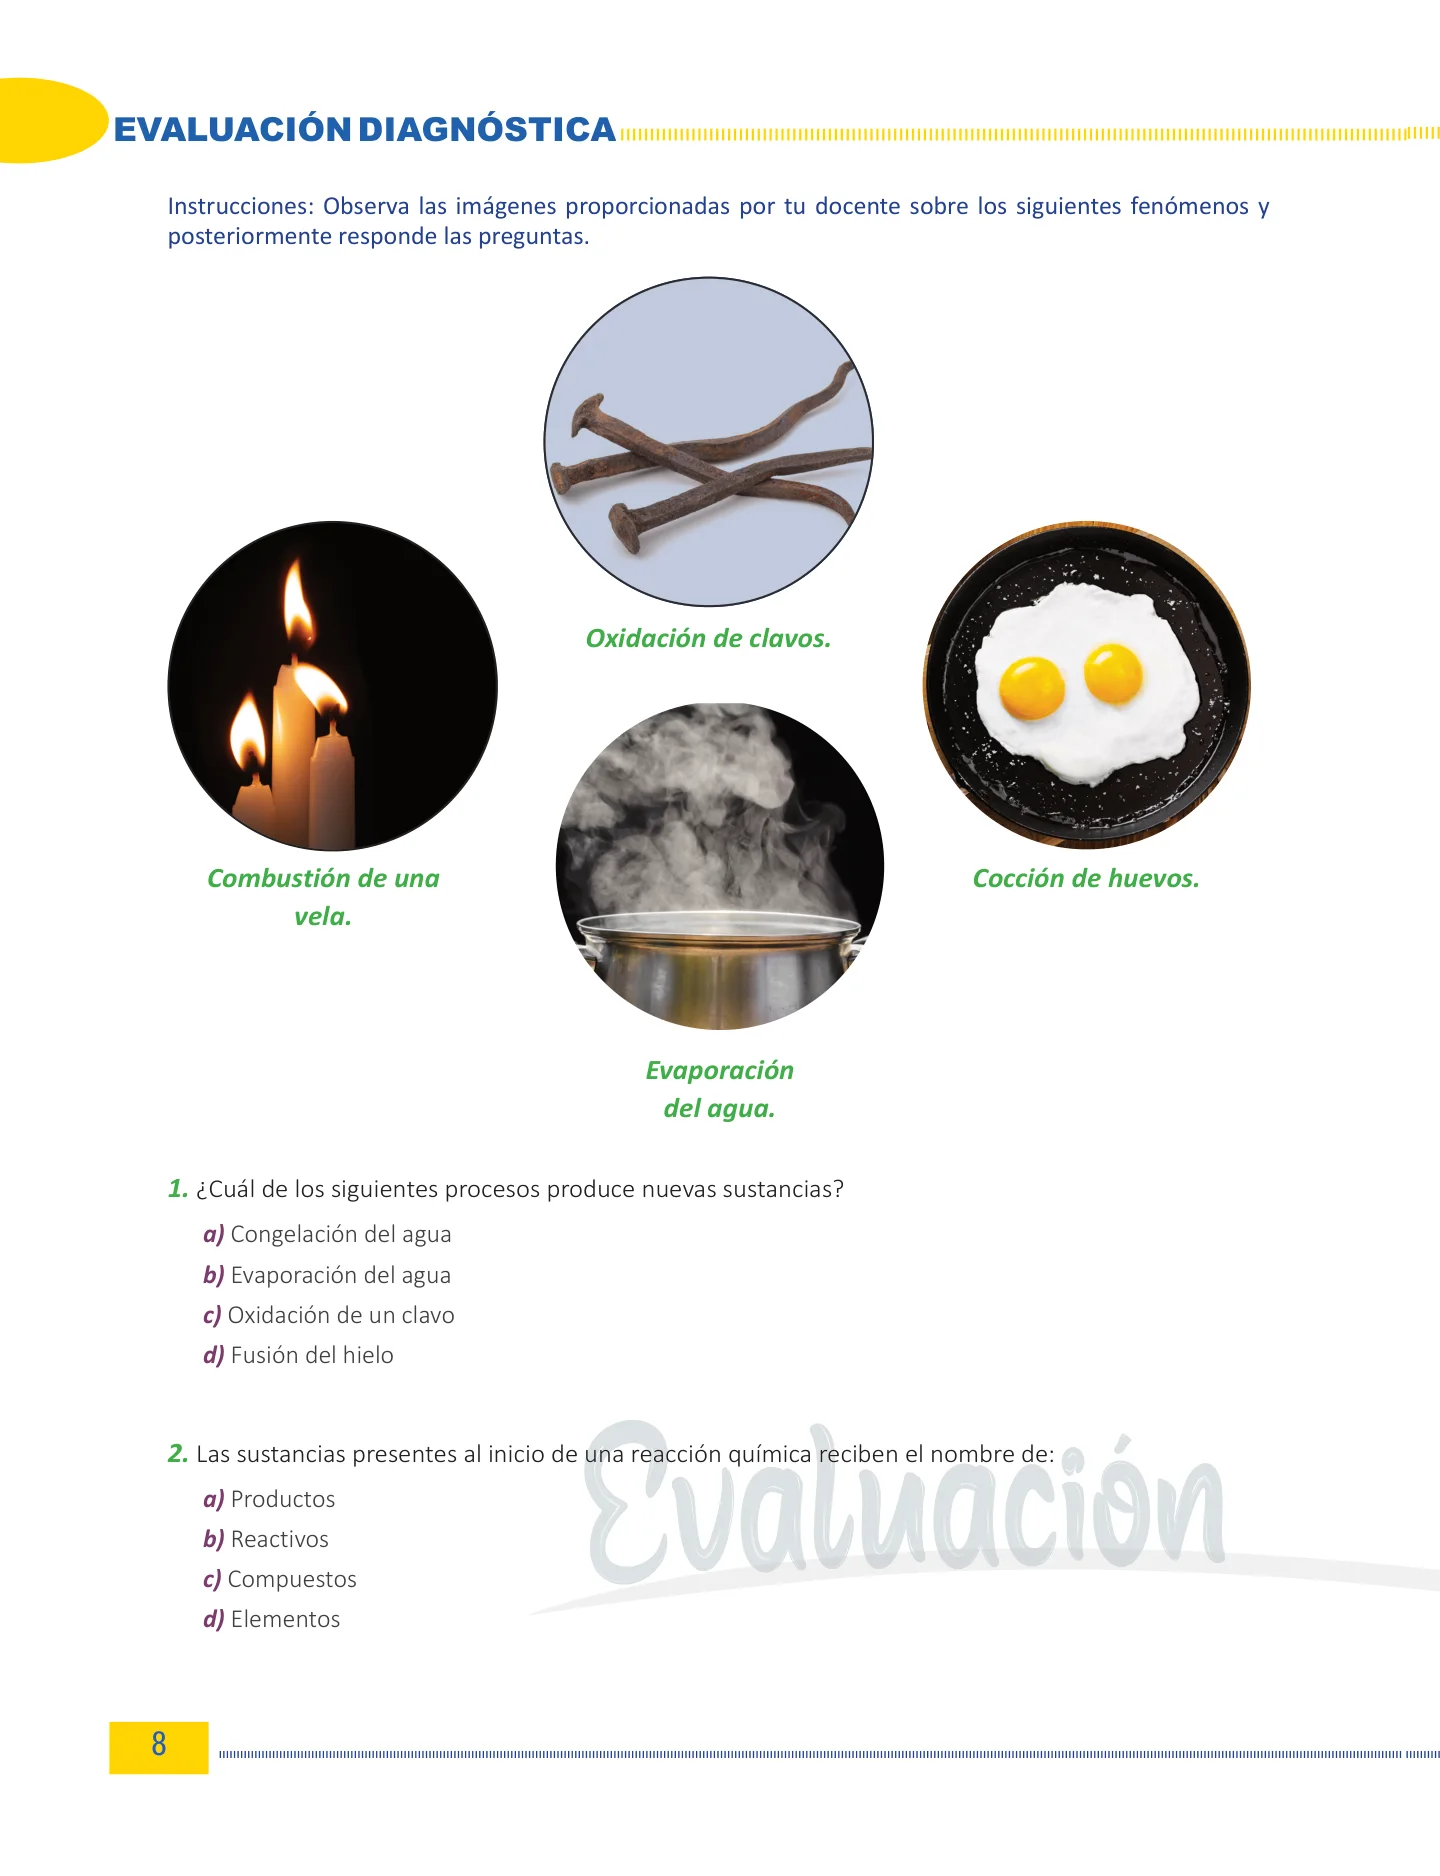 EVALUACIÓN DIAGNÓSTICA
Instrucciones: Observa las imágenes proporcionadas por tu docente sobre los siguientes fenómenos y
posteriormente responde las preguntas.
Oxidación de clavos.
Combustión de una
vela.
Cocción de huevos.
Evaporación
del agua.
1. ¿Cuál de los siguientes procesos produce nuevas sustancias?
a) Congelación del agua
b) Evaporación del agua
c) Oxidación de un clavo
d) Fusión del hielo
2. Las sustancias presentes al inicio de una reacción química reciben el nombre de:
a) Productos
b) Reactivos
c) Compuestos
d) Elementos
Evaluación
8